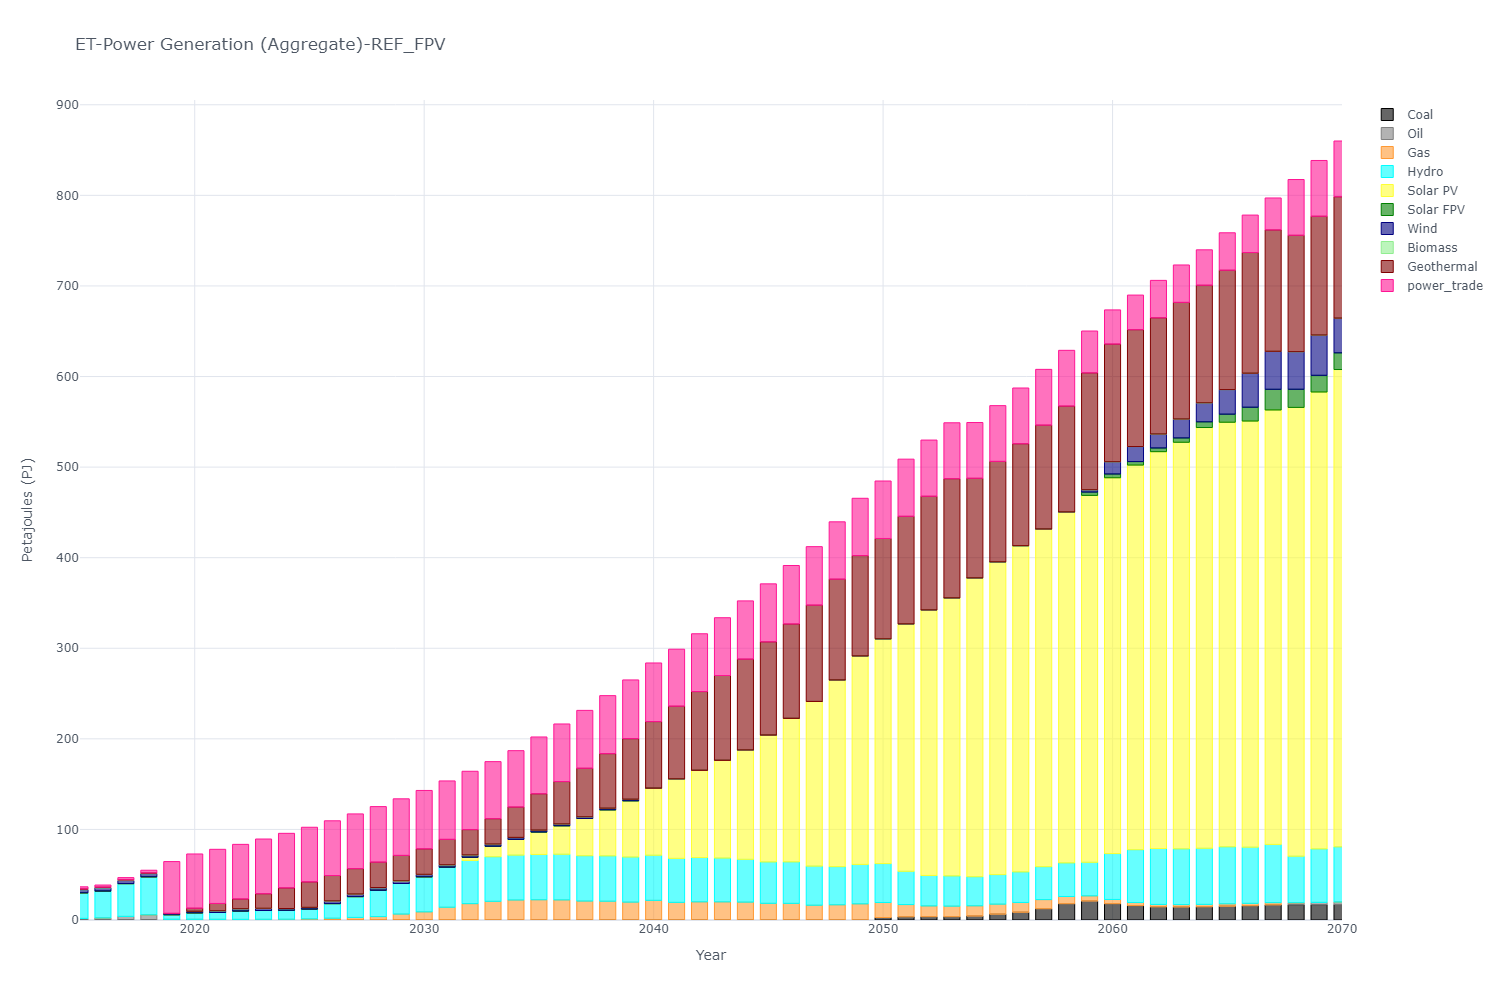 ET-Power Generation (Aggregate)-REF_FPV
900
800
700
600
500
400
300
200
100
0
Petajoules (PJ)
2020
2030
2040
2050
2060
2070
Year
Coal
Oil
Gas
Hydro
Solar PV
Solar FPV
Wind
Biomass
Geothermal
power_trade